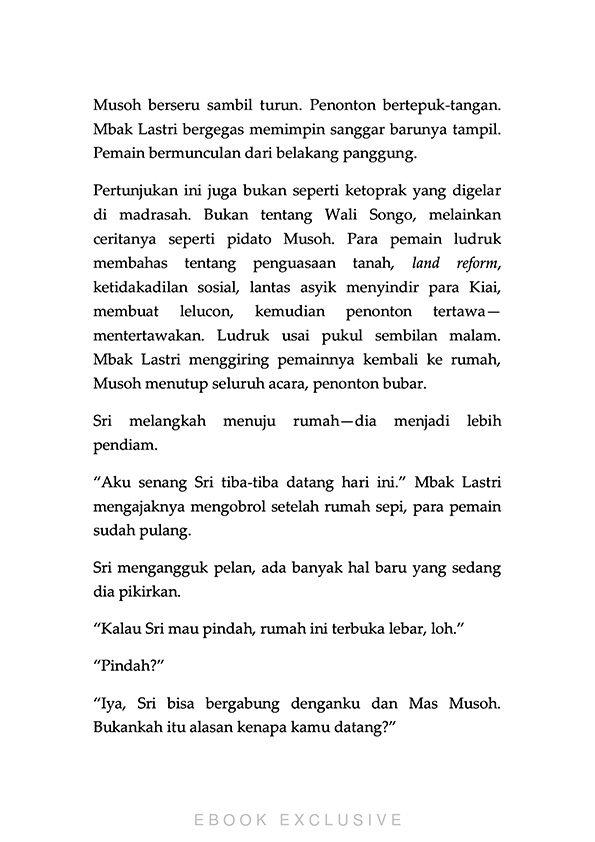 Musoh berseru sambil turun. Penonton bertepuk-tangan.
Mbak Lastri bergegas memimpin sanggar barunya tampil.
Pemain bermunculan dari belakang panggung.
Pertunjukan ini juga bukan seperti ketoprak yang digelar
di madrasah. Bukan tentang Wali Songo, melainkan
ceritanya seperti pidato Musoh. Para pemain ludruk
membahas tentang penguasaan tanah, land reform,
ketidakadilan sosial, lantas asyik menyindir para Kiai,
membuat lelucon, kemudian penonton tertawa—
mentertawakan. Ludruk usai pukul sembilan malam.
Mbak Lastri menggiring pemainnya kembali ke rumah,
Musoh menutup seluruh acara, penonton bubar.
Sri melangkah menuju rumah—dia menjadi lebih
pendiam.
“Aku senang Sri tiba-tiba datang hari ini.” Mbak Lastri
mengajaknya mengobrol setelah rumah sepi, para pemain
sudah pulang.
Sri mengangguk pelan, ada banyak hal baru yang sedang
dia pikirkan.
“Kalau Sri mau pindah, rumah ini terbuka lebar, loh.”
“Pindah?”
“Iya, Sri bisa bergabung denganku dan Mas Musoh.
Bukankah itu alasan kenapa kamu datang?”
EBOOK EXCLUSIVE